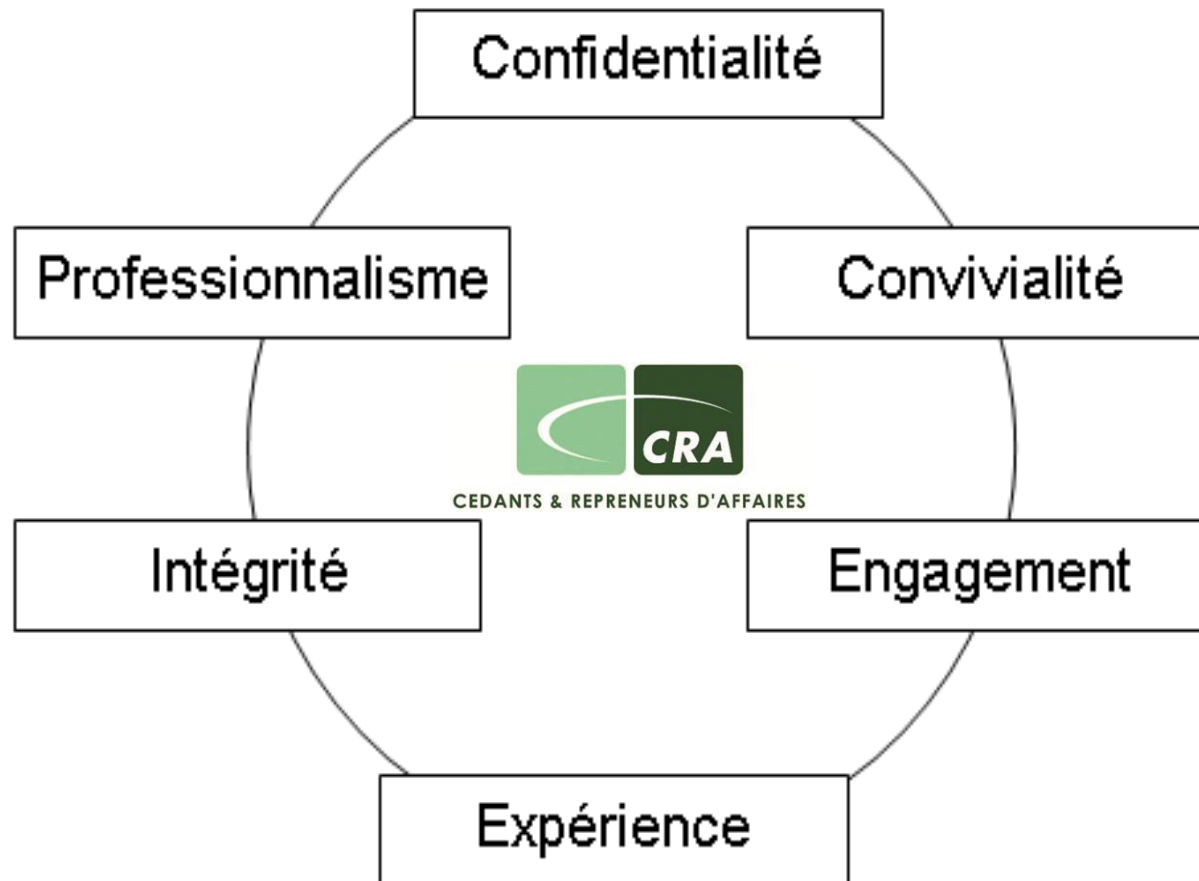 Confidentialité
Professionnalisme
Convivialité
CRA
CEDANTS & REPRENEURS D'AFFAIRES
Intégrité
Engagement
Expérience